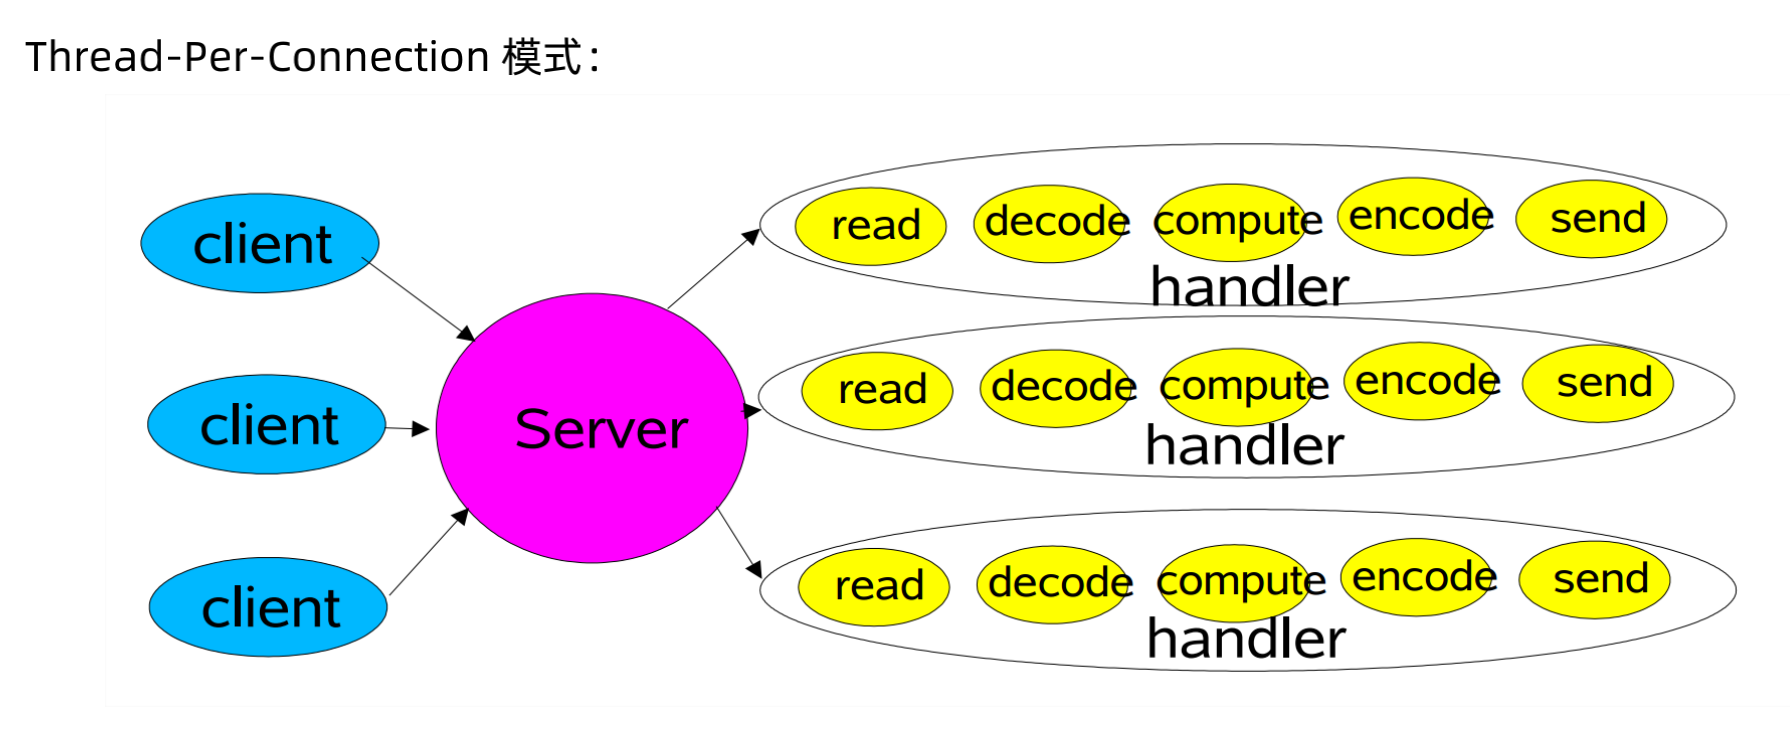 Thread-Per-Connection 模式：
client
client
client
Server
read decode compute encode send
handler
read decode compute encode send
handler
read decode compute encode send
handler